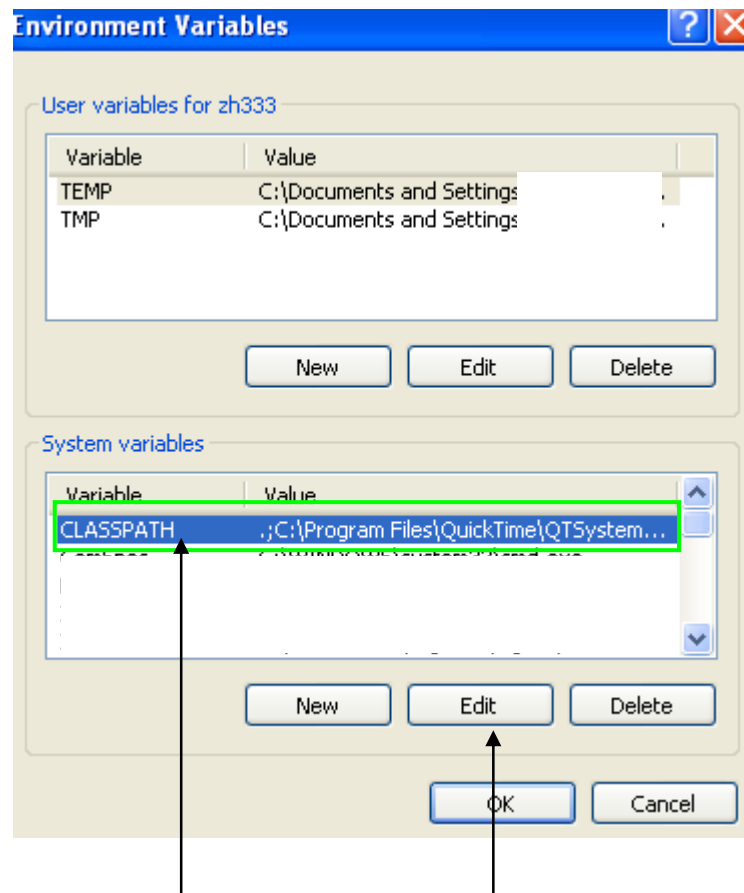 Environment Variables
User variables for zh333
Variable Value
TEMP C:\Documents and Settings .
TMP C:\Documents and Settings .
New Edit Delete
System variables
Variable Value
CLASSPATH .;C:\Program Files\QuickTime\QTSystem...
New Edit Delete
OK Cancel